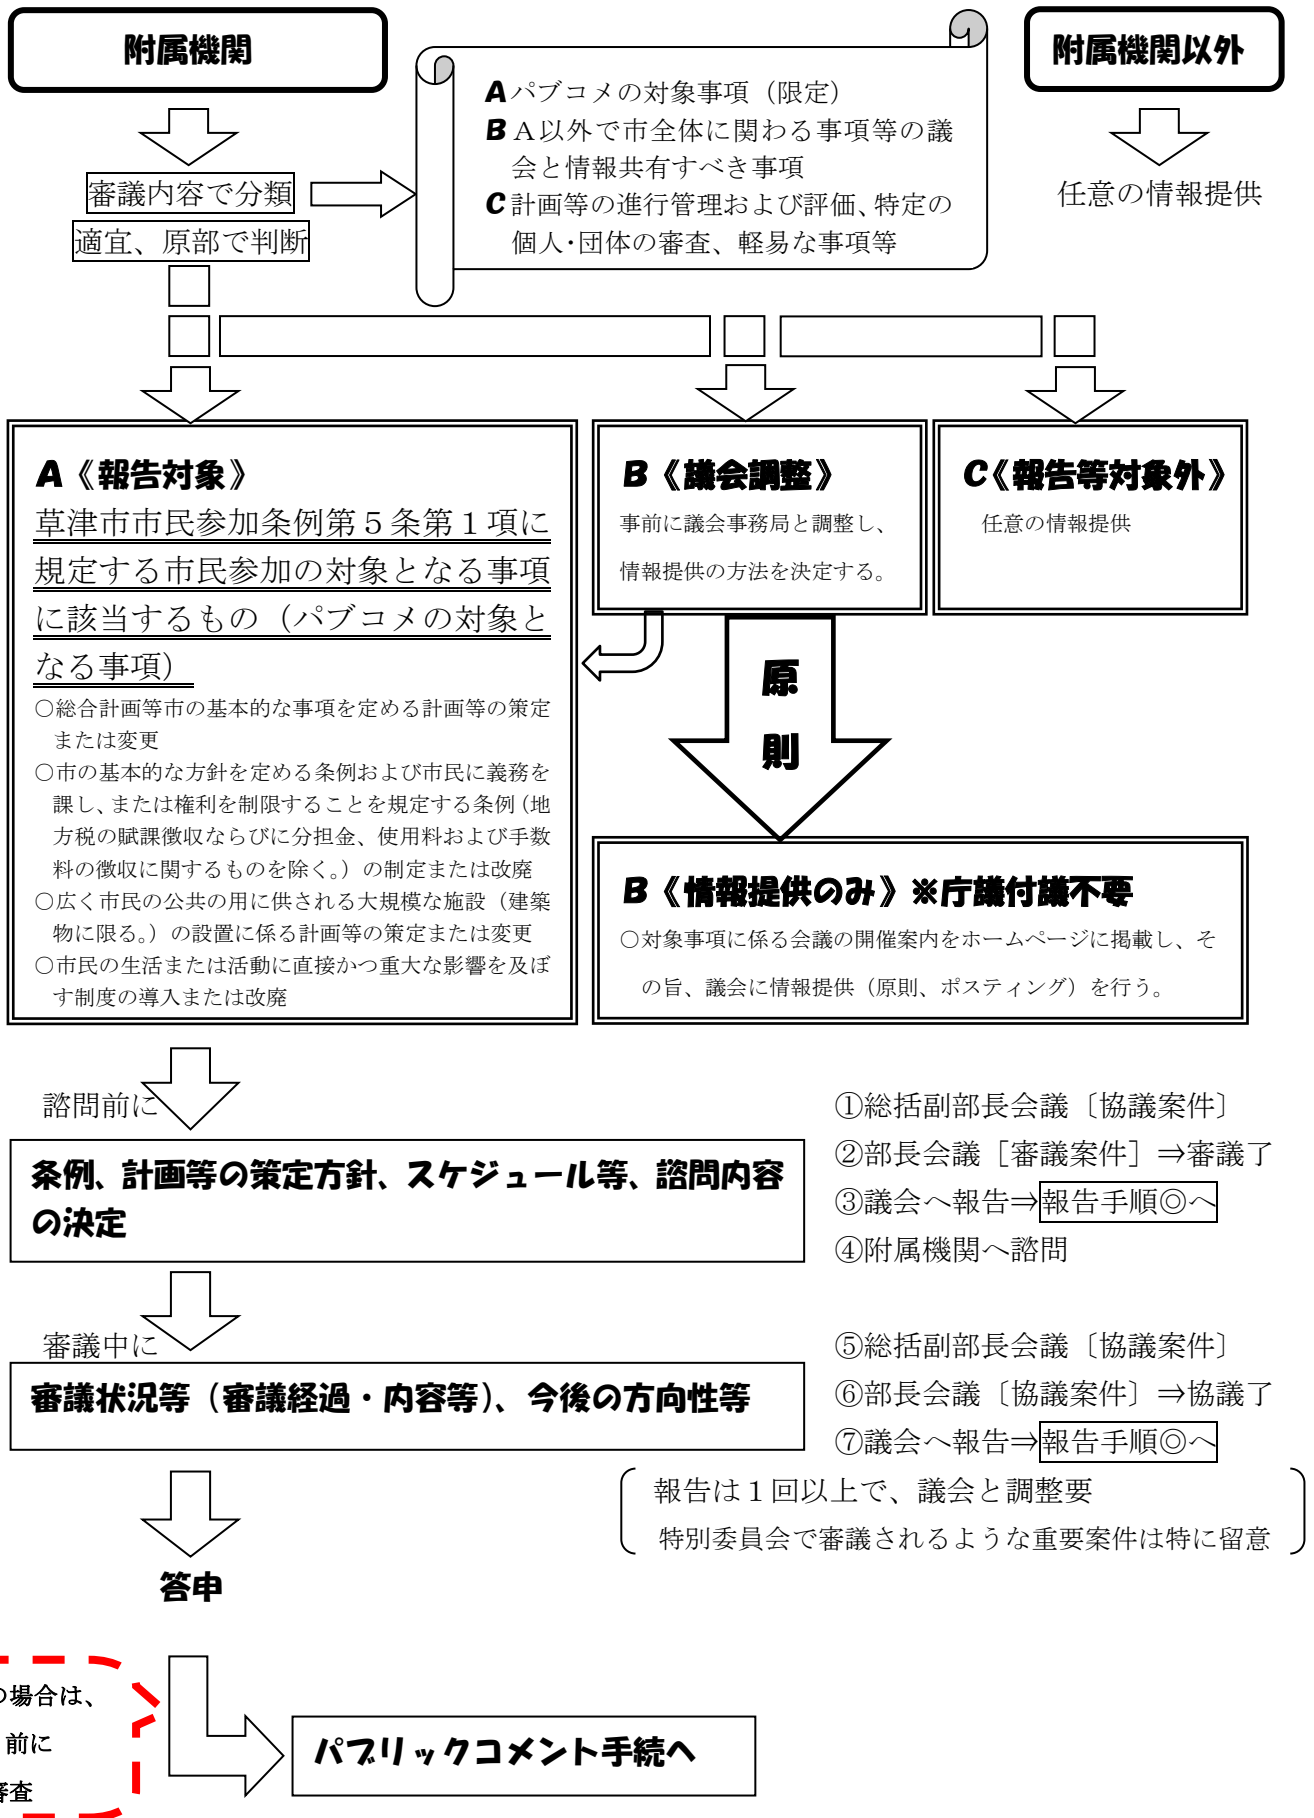 附属機関
附属機関以外
Aパブコメの対象事項（限定）
B A以外で市全体に関わる事項等の議
会と情報共有すべき事項
C計画等の進行管理および評価、特定の
個人・団体の審査、軽易な事項等
審議内容で分類
適宜、原部で判断
任意の情報提供
A《報告対象》
草津市市民参加条例第５条第１項に
規定する市民参加の対象となる事項
に該当するもの（パブコメの対象と
なる事項）
○総合計画等市の基本的な事項を定める計画等の策定
または変更
○市の基本的な方針を定める条例および市民に義務を
課し、または権利を制限することを規定する条例（地
方税の賦課徴収ならびに分担金、使用料および手数
料の徴収に関するものを除く。）の制定または改廃
○広く市民の公共の用に供される大規模な施設（建築
物に限る。）の設置に係る計画等の策定または変更
○市民の生活または活動に直接かつ重大な影響を及ぼ
す制度の導入または改廃
B《議会調整》
事前に議会事務局と調整し、
情報提供の方法を決定する。
C《報告等対象外》
任意の情報提供
原
則
B《情報提供のみ》※庁議付議不要
○対象事項に係る会議の開催案内をホームページに掲載し、そ
の旨、議会に情報提供（原則、ポスティング）を行う。
諮問前に
条例、計画等の策定方針、スケジュール等、諮問内容
の決定
①総括副部長会議〔協議案件〕
②部長会議［審議案件］⇒審議了
③議会へ報告⇒報告手順◎へ
④附属機関へ諮問
審議中に
審議状況等（審議経過・内容等）、今後の方向性等
⑤総括副部長会議〔協議案件〕
⑥部長会議〔協議案件〕⇒協議了
⑦議会へ報告⇒報告手順◎へ
報告は１回以上で、議会と調整要
特別委員会で審議されるような重要案件は特に留意
答申
の場合は、
前に
審査
パブリックコメント手続へ